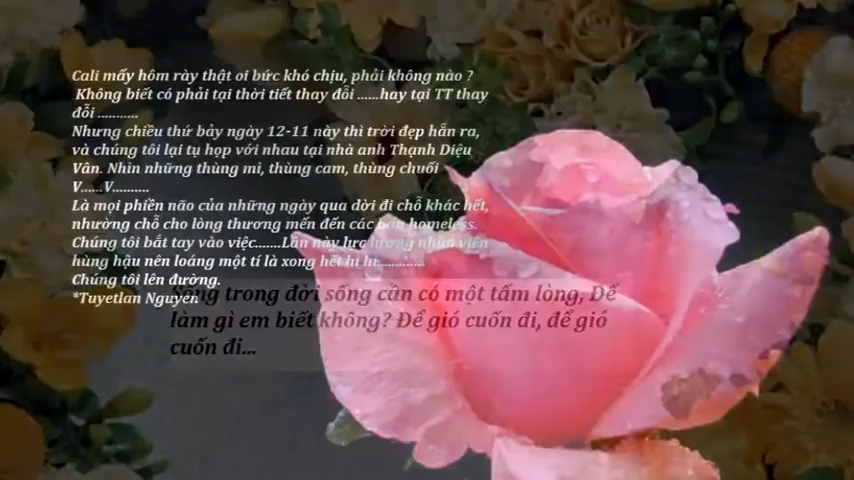 Cali mấy hôm rày thật oi bức khó chịu, phải không nào ?
Không biết có phải tại thời tiết thay đỗi ......hay tại TT thay
đỗi ...........
Nhưng chiều thứ bảy ngày 12-11 này thì trời đẹp hẵn ra,
và chúng tôi lại tụ họp với nhau tại nhà anh Thạnh Diệu
Vân. Nhìn những thùng mì, thùng cam, thùng chuối
V......V..........
Là mọi phiền não của những ngày qua dời đi chỗ khác hết,
nhường chỗ cho lòng thương mến đến các bạn homeless.
Chúng tôi bắt tay vào việc.......Lần này lực lượng nhân viên
hùng hậu nên loáng một tí là xong hết hi hi.............
Chúng tôi lên đường.
*Tuyetlan Nguyen
Sống trong đời sống cần có một tấm lòng, Để
làm gì em biết không? Để gió cuốn đi, để gió
cuốn đi...